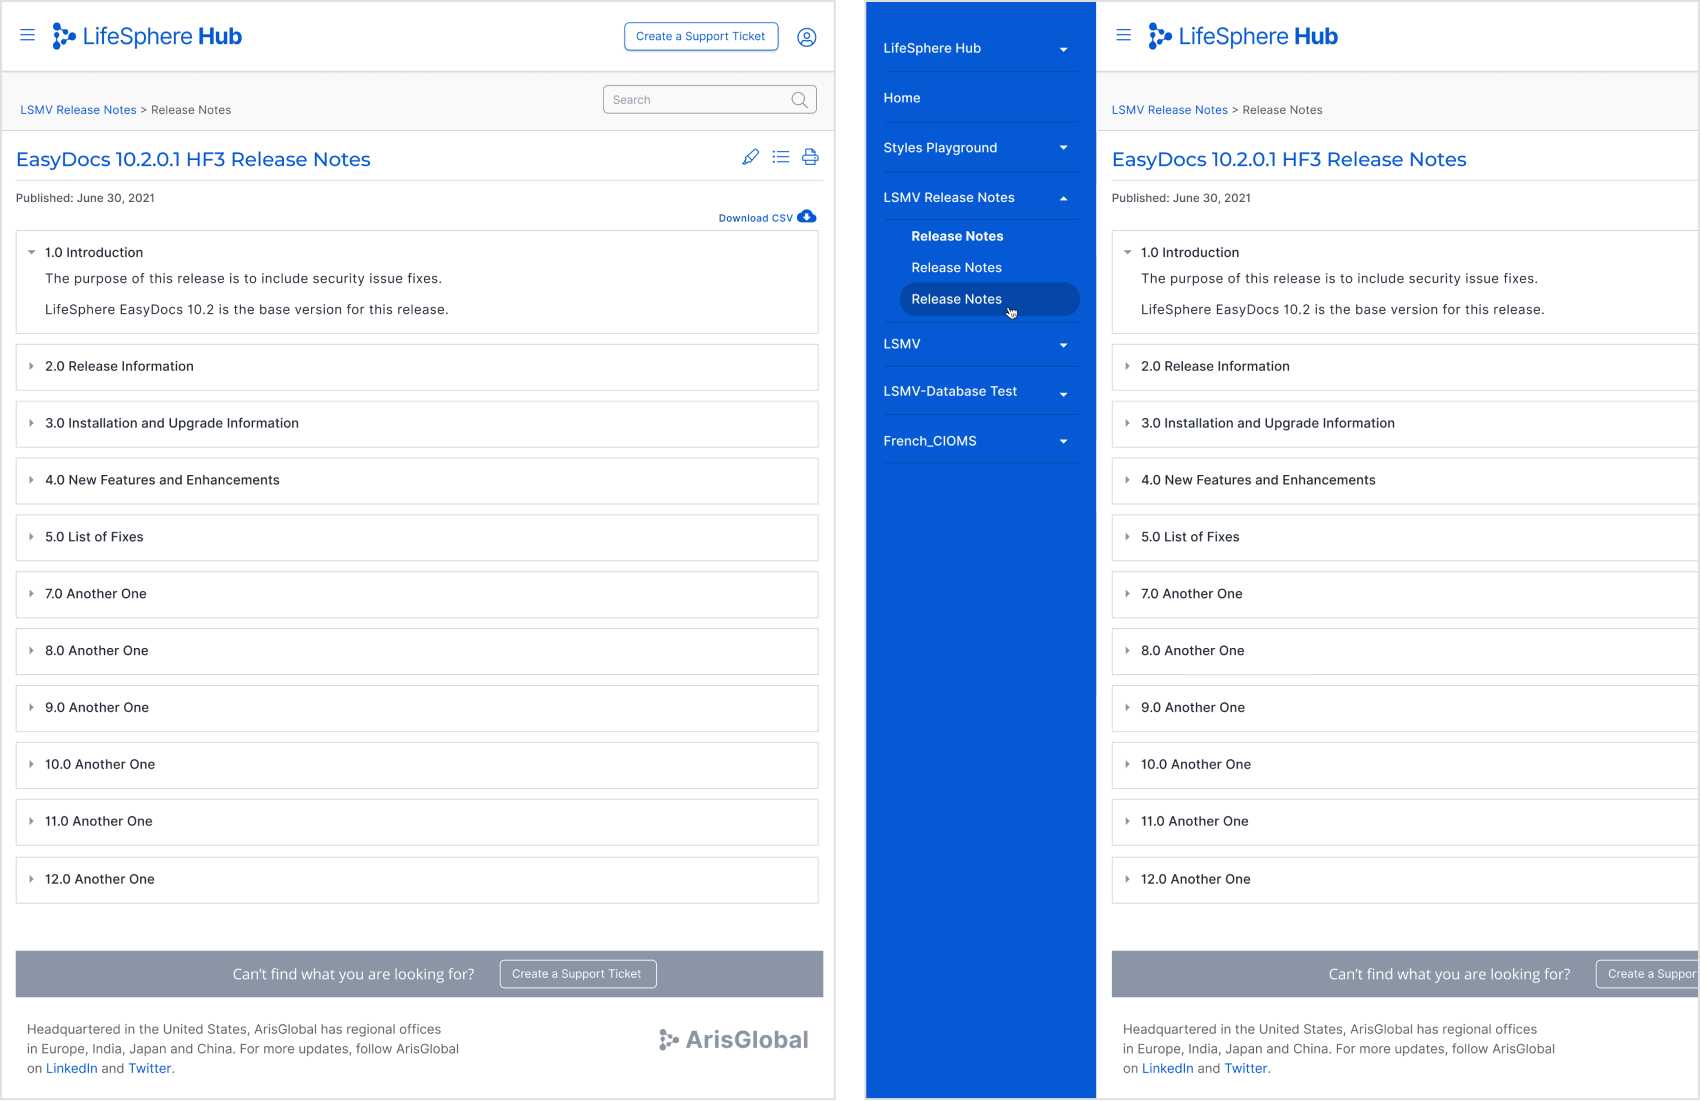 LifeSphere Hub
Create a Support Ticket
LSMV Release Notes > Release Notes
Search
EasyDocs 10.2.0.1 HF3 Release Notes
Published: June 30, 2021
Download CSV
1.0 Introduction
The purpose of this release is to include security issue fixes.
LifeSphere EasyDocs 10.2 is the base version for this release.
2.0 Release Information
3.0 Installation and Upgrade Information
4.0 New Features and Enhancements
5.0 List of Fixes
7.0 Another One
8.0 Another One
9.0 Another One
10.0 Another One
11.0 Another One
12.0 Another One
Can't find what you are looking for?
Create a Support Ticket
Headquartered in the United States, ArisGlobal has regional offices
in Europe, India, Japan and China. For more updates, follow ArisGlobal
on LinkedIn and Twitter.
ArisGlobal
LifeSphere Hub
Home
Styles Playground
LSMV Release Notes
Release Notes
Release Notes
Release Notes
LSMV
LSMV-Database Test
French_CIOMS
LifeSphere Hub
LSMV Release Notes > Release Notes
EasyDocs 10.2.0.1 HF3 Release Notes
Published: June 30, 2021
1.0 Introduction
The purpose of this release is to include security issue fixes.
LifeSphere EasyDocs 10.2 is the base version for this release.
2.0 Release Information
3.0 Installation and Upgrade Information
4.0 New Features and Enhancements
5.0 List of Fixes
7.0 Another One
8.0 Another One
9.0 Another One
10.0 Another One
11.0 Another One
12.0 Another One
Can't find what you are looking for?
Create a Suppor
Headquartered in the United States, ArisGlobal has regional offices
in Europe, India, Japan and China. For more updates, follow ArisGlobal
on LinkedIn and Twitter.